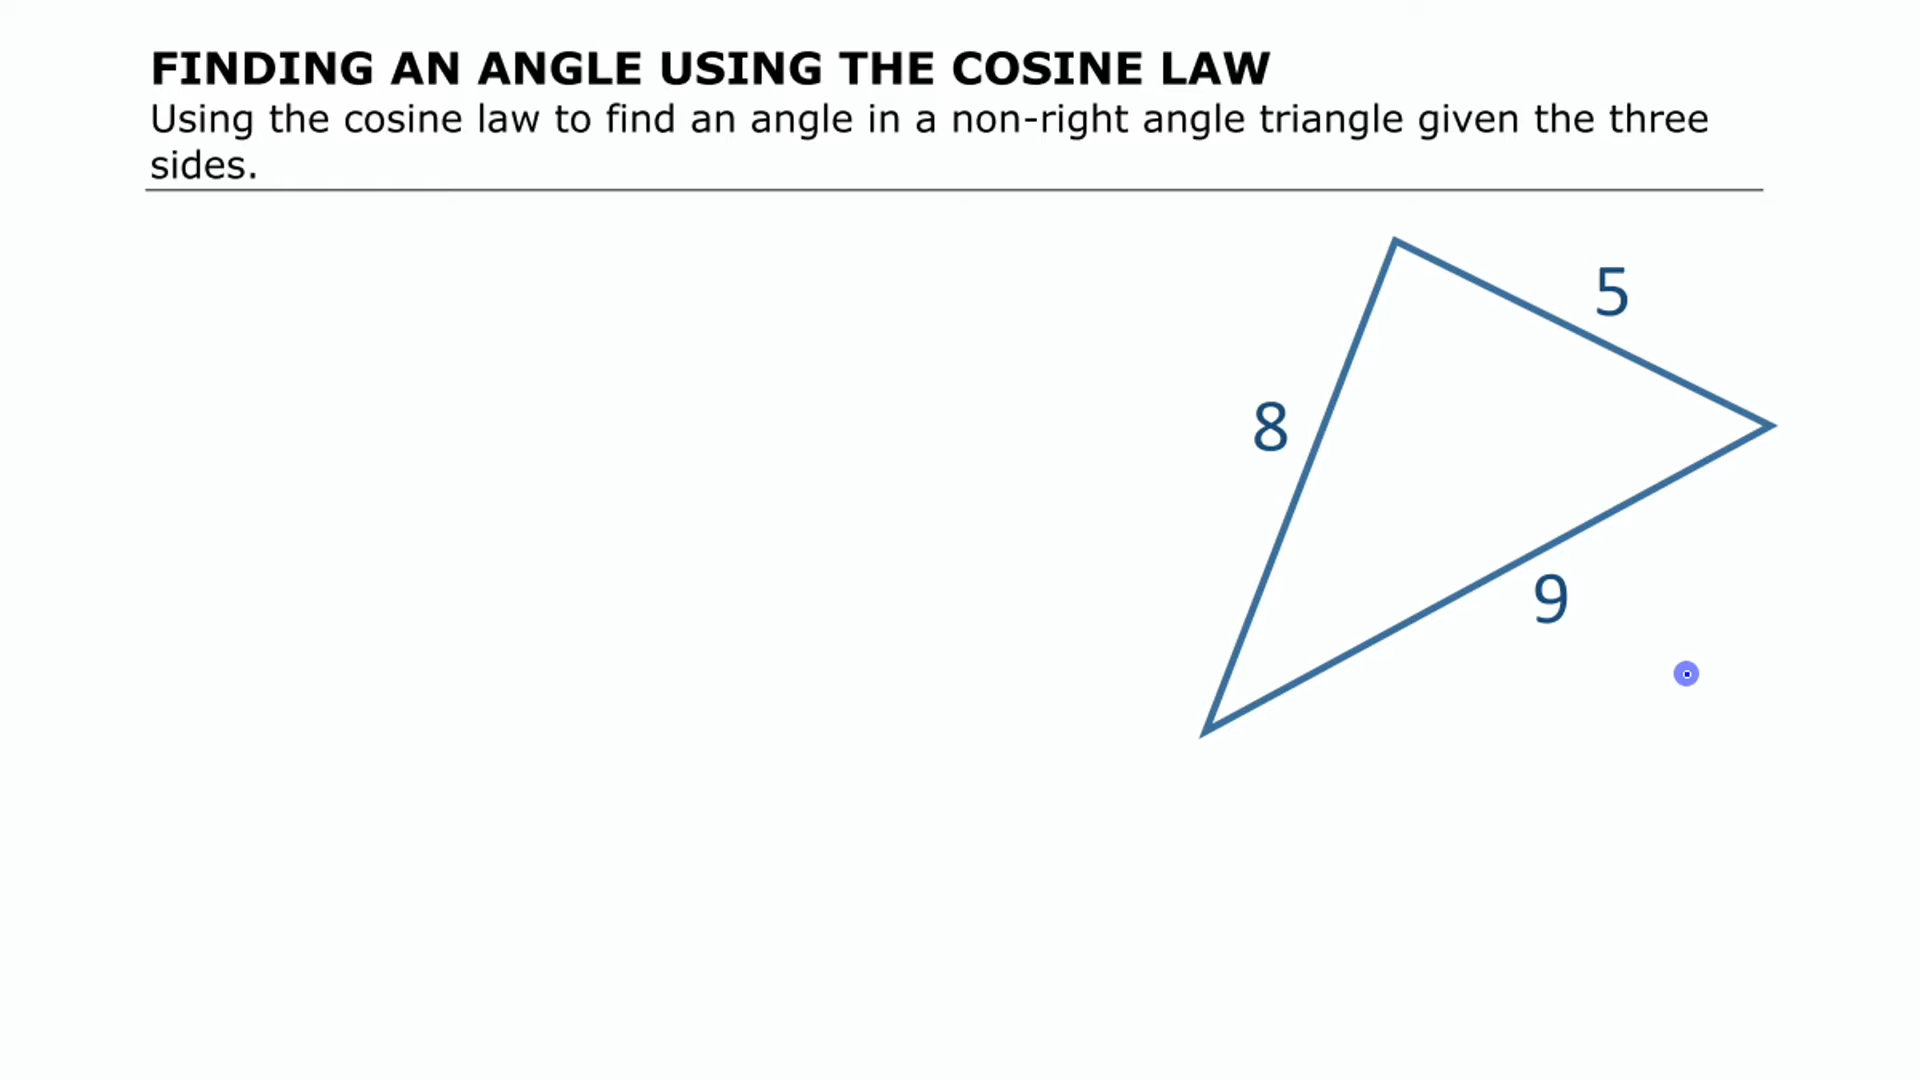 FINDING AN ANGLE USING THE COSINE LAW
Using the cosine law to find an angle in a non-right angle triangle given the three
sides.
5
8
9